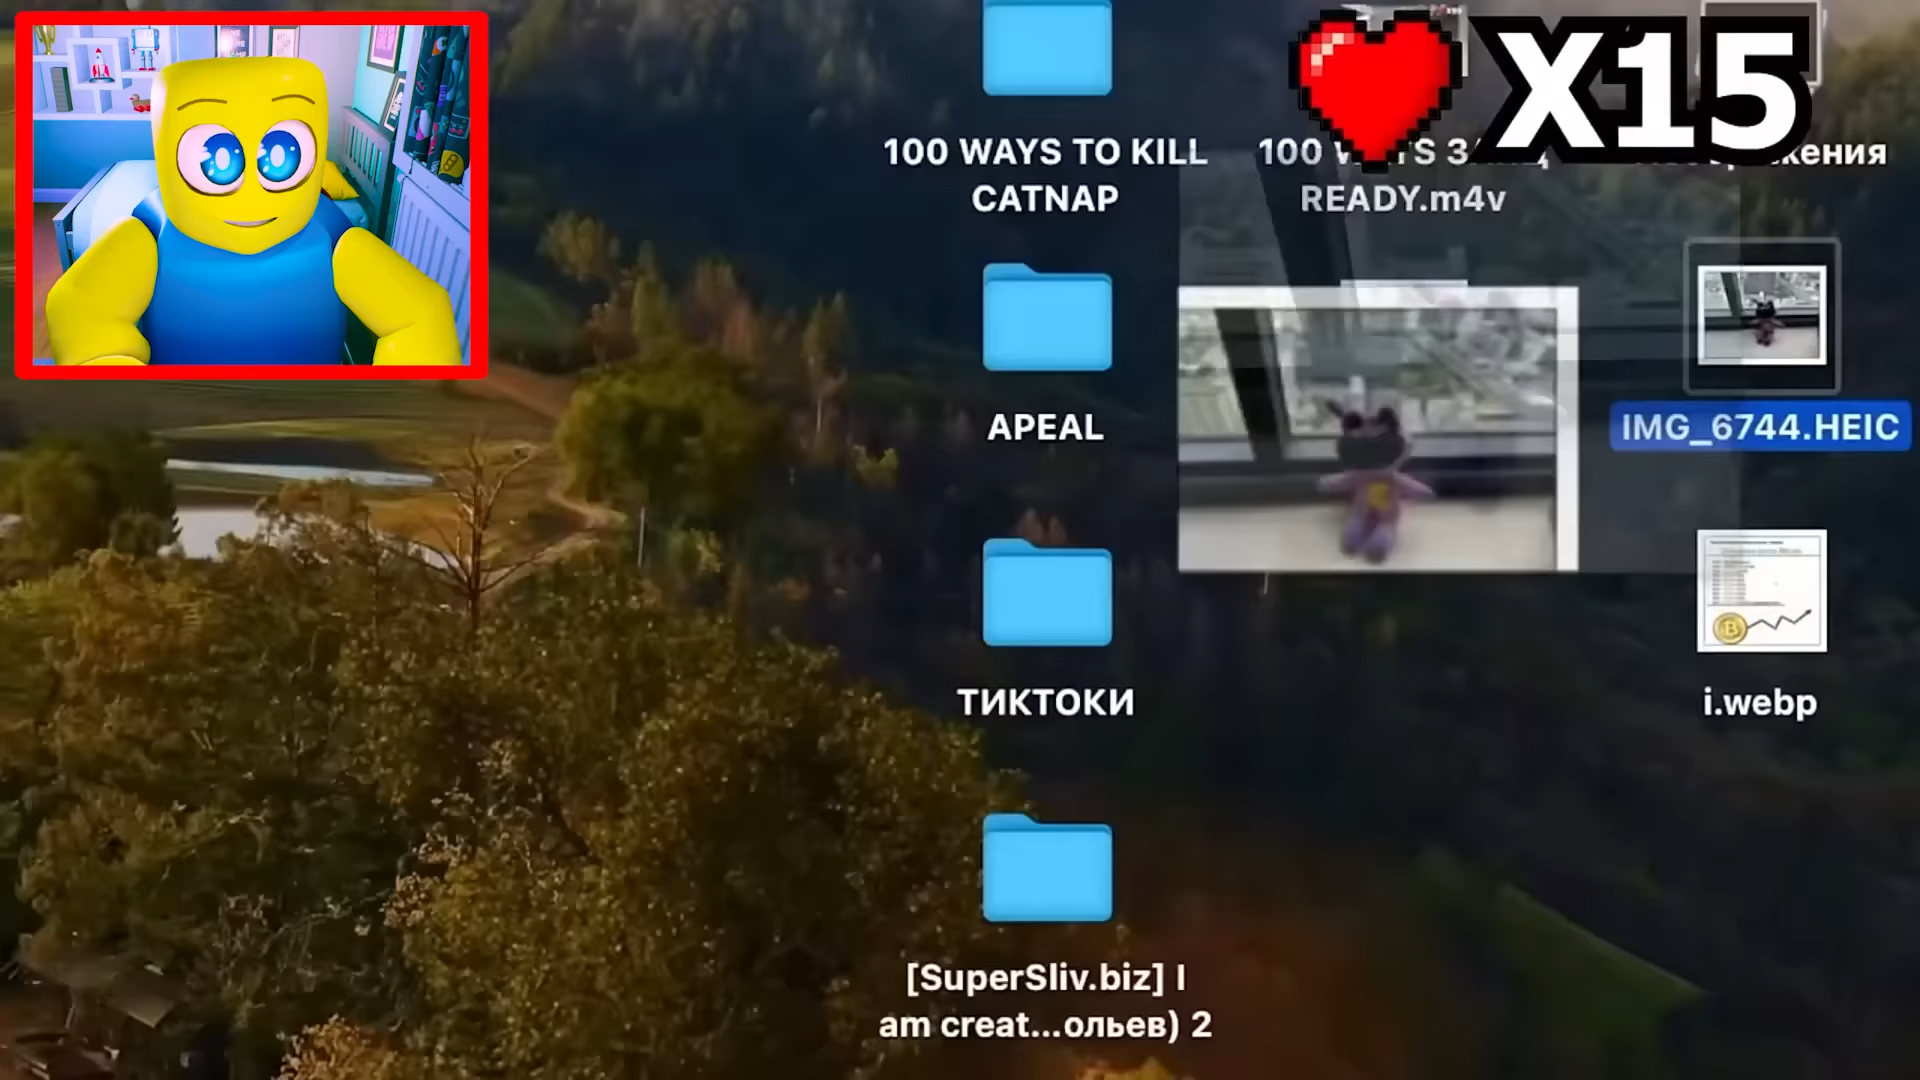 X15
100 WAYS TO KILL
CATNAP
100
READY.m4v
APEAL
IMG_6744.HEIC
ТИКТОКИ
i.webp
[SuperSliv.biz] I
am creat...ольев) 2